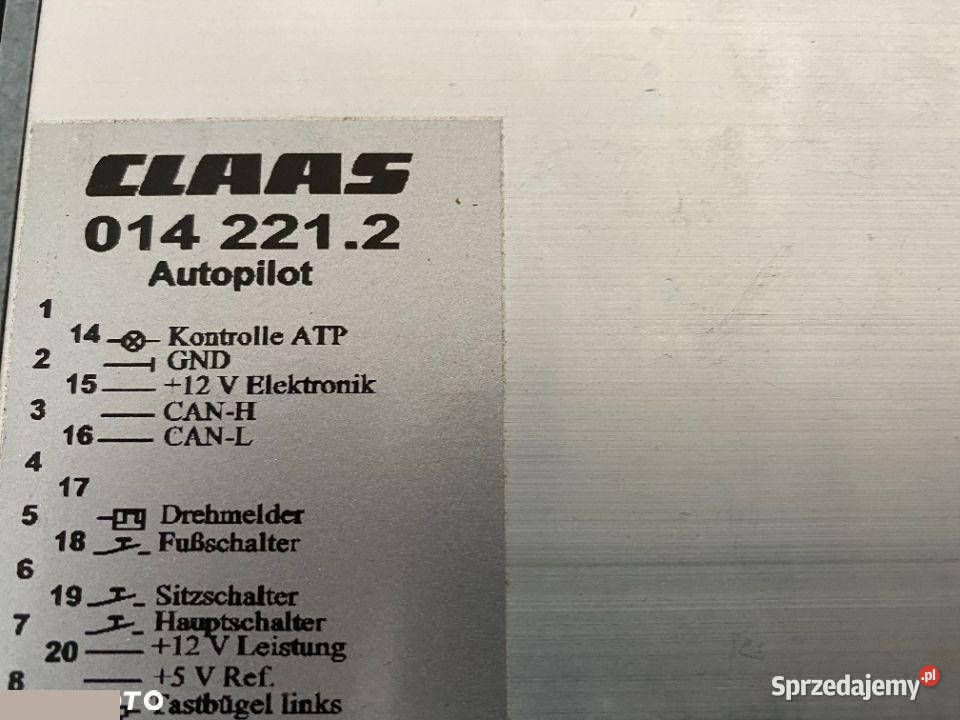 CLAAS
014 221.2
Autopilot
1
14 Kontrolle ATP
2 GND
15 +12 V Elektronik
3 CAN-H
16 CAN-L
4
17
5 Drehmelder
18 Fußschalter
6
19 Sitzschalter
7 Hauptschalter
20 +12 V Leistung
8 +5 V Ref.
Tastbügel links
Sprzedajemy.pl